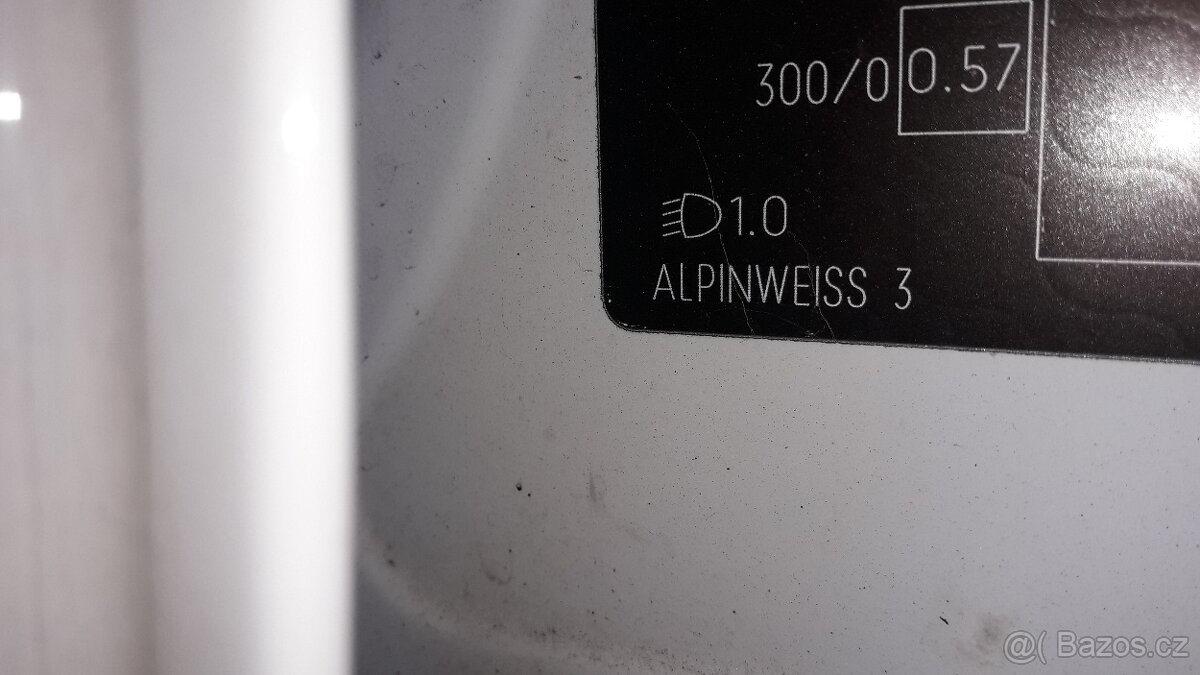 300/0 0.57
1.0
ALPINWEISS 3
@( Bazos.cz